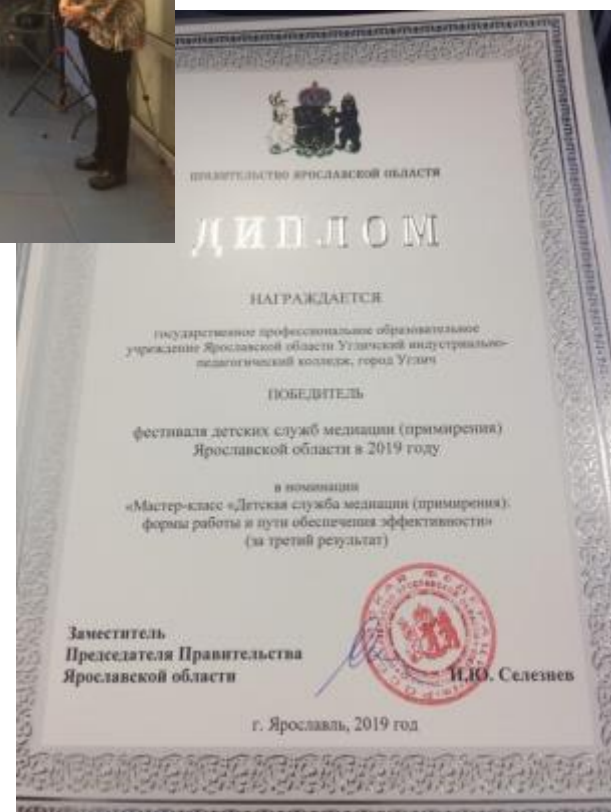 ПРАВИТЕЛЬСТВО ЯРОСЛАВСКОЙ ОБЛАСТИ
ДИПЛОМ
НАГРАЖДАЕТСЯ
государственное профессиональное образовательное
учреждение Ярославской области Угличский индустриально-
педагогический колледж, город Углич
ПОБЕДИТЕЛЬ
фестиваля детских служб медиации (примирения)
Ярославской области в 2019 году
в номинации
«Мастер-класс «Детская служба медиации (примирения):
формы работы и пути обеспечения эффективности»
(за третий результат)
Заместитель
Председателя Правительства
Ярославской области
И.Ю. Селезнев
г. Ярославль, 2019 год